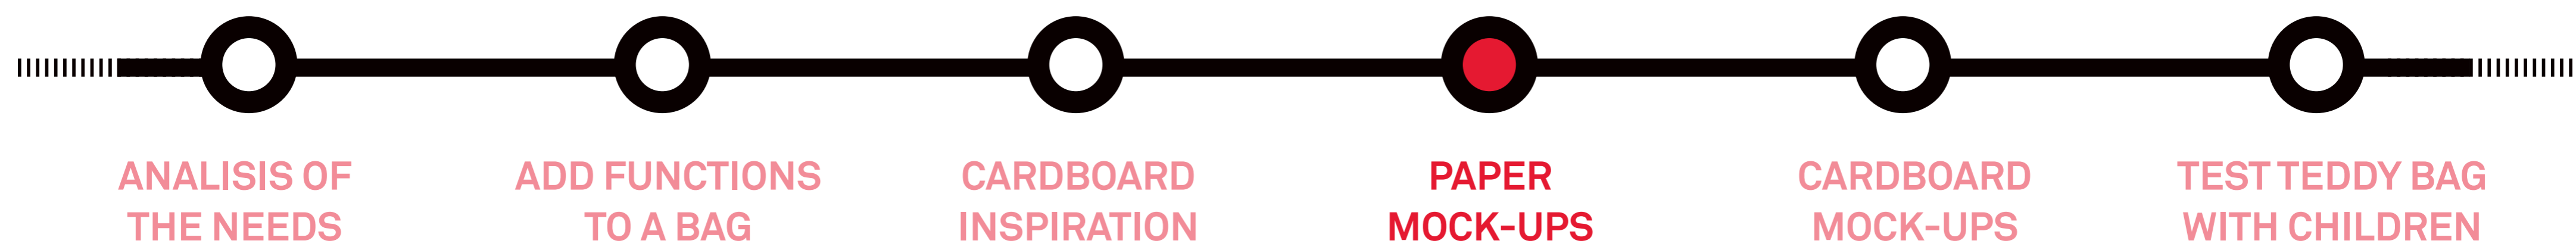 ANALISIS OF
THE NEEDS
ADD FUNCTIONS
TO A BAG
CARDBOARD
INSPIRATION
PAPER
MOCK-UPS
CARDBOARD
MOCK-UPS
TEST TEDDY BAG
WITH CHILDREN